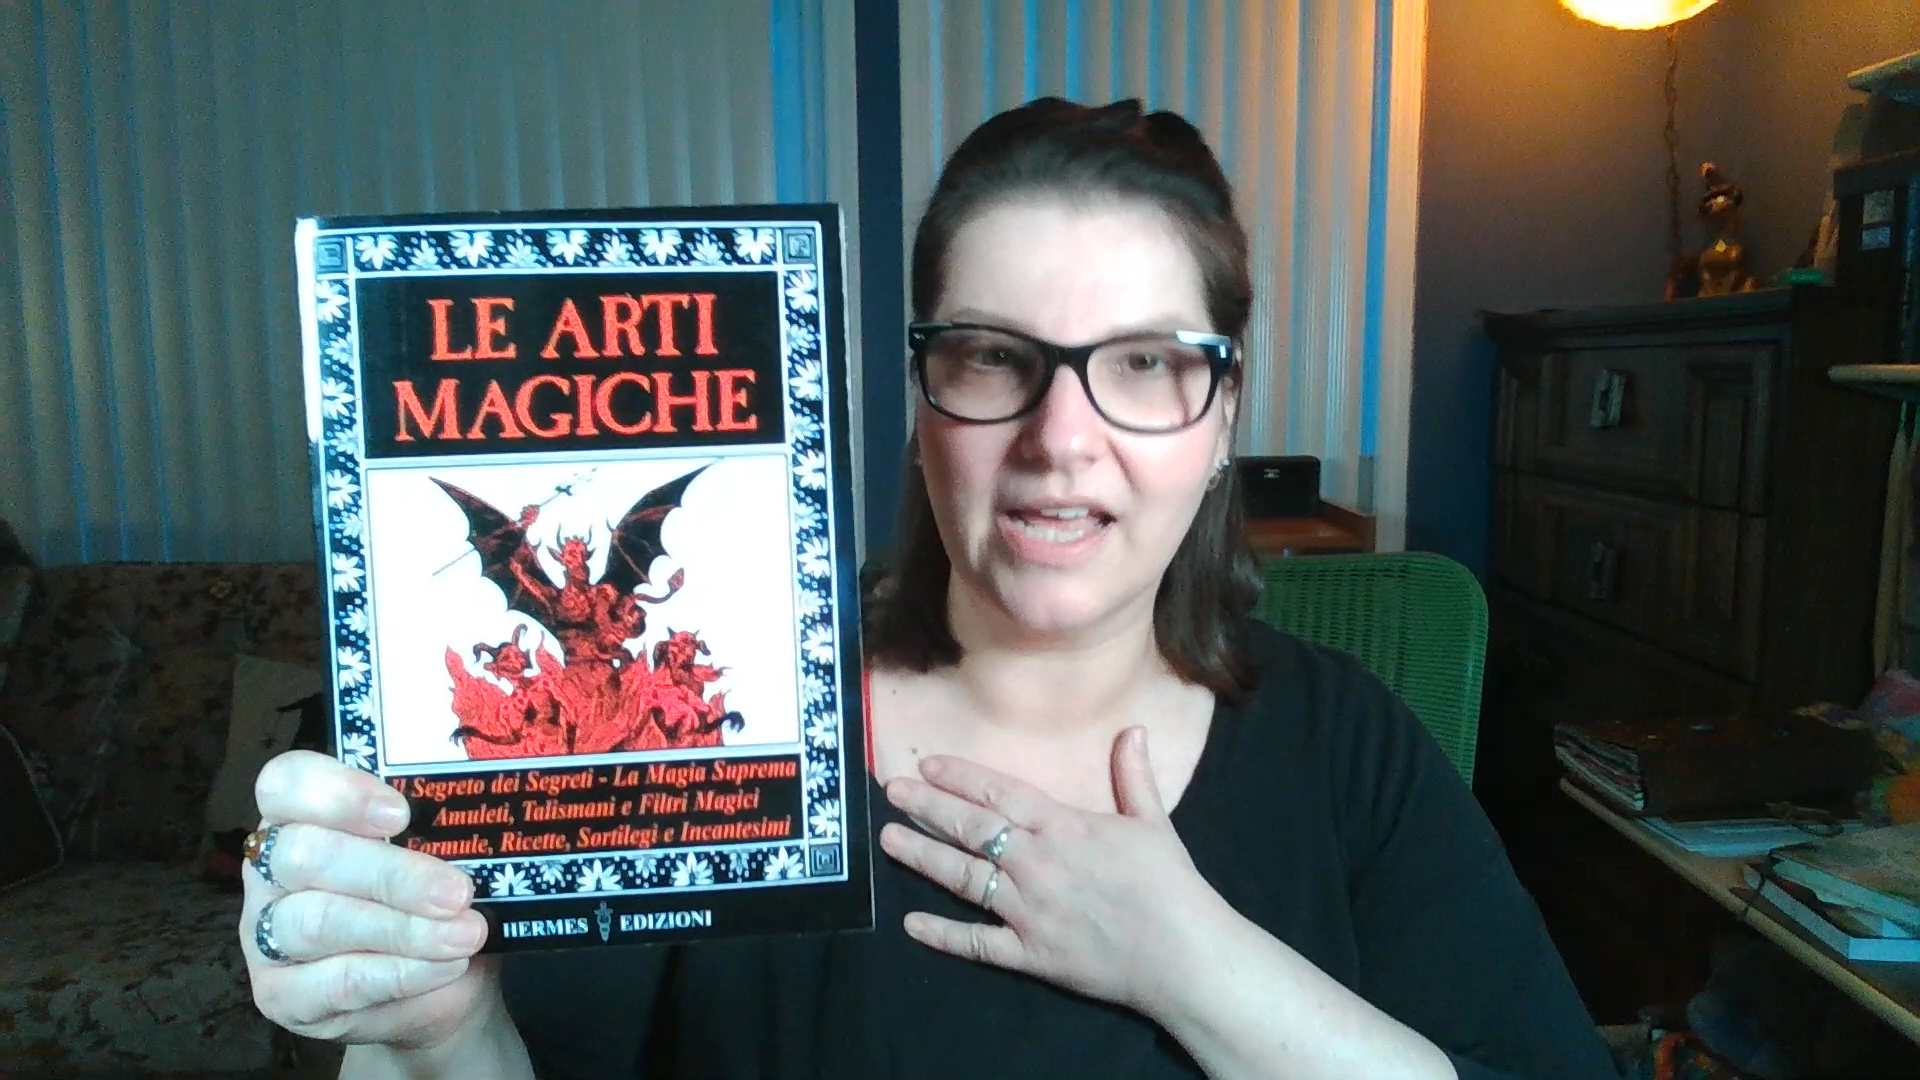 LE ARTI
MAGICHE
Il Segreto dei Segreti - La Magia Suprema
Amuleti, Talismani e Filtri Magici
Formule, Ricette, Sortilegi e Incantesimi
HERMES EDIZIONI